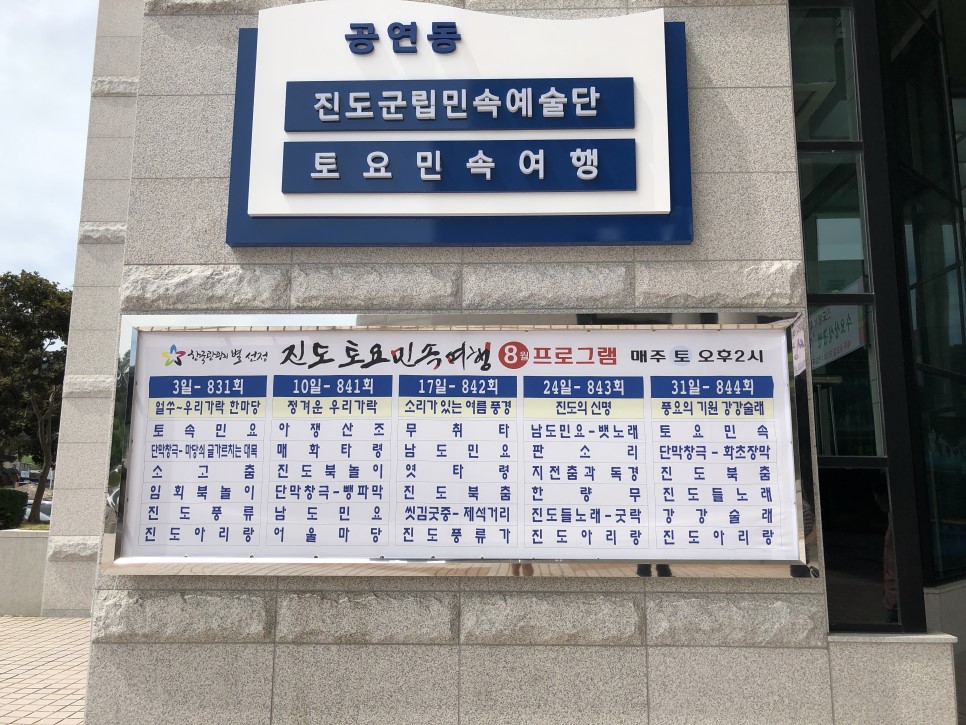 공연동
진도군립민속예술단
토요민속여행
한국관광의 별 선정 진도 토요민속여행 8월 프로그램 매주 토 오후2시
3일 - 831회 10일 - 841회 17일 - 842회 24일 - 843회 31일 - 844회
얼쑤~우리가락 한마당 정겨운 우리가락 소리가 있는 여름 풍경 진도의 신명 풍요의 기원 강강술래
토속민요 아쟁산조 무취타 남도민요-뱃노래 토요민속
단막창극-마당쇠 글가르치는 대목 매화타령 남도민요 판소리 단막창극-화초장막
소고춤 진도북놀이 엿타령 지전춤과 독경 진도북춤
임회북놀이 단막창극-뺑파막 진도북춤 한량무 진도들노래
진도풍류 남도민요 씻김굿중-제석거리 진도들노래-굿락 강강술래
진도아리랑 어울마당 진도풍류가 진도아리랑 진도아리랑